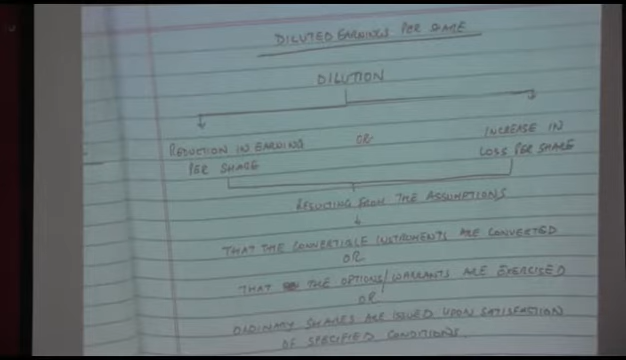 DILUTED EARNINGS PER SHARE
DILUTION
REDUCTION IN EARNING OR INCREASE IN
PER SHARE LOSS PER SHARE
RESULTING FROM THE ASSUMPTIONS
THAT THE CONVERTIBLE INSTRUMENTS ARE CONVERTED
OR
THAT THE OPTIONS/WARRANTS ARE EXERCISED
OR
ORDINARY SHARES ARE ISSUED UPON SATISFACTION
OF SPECIFIED CONDITIONS.